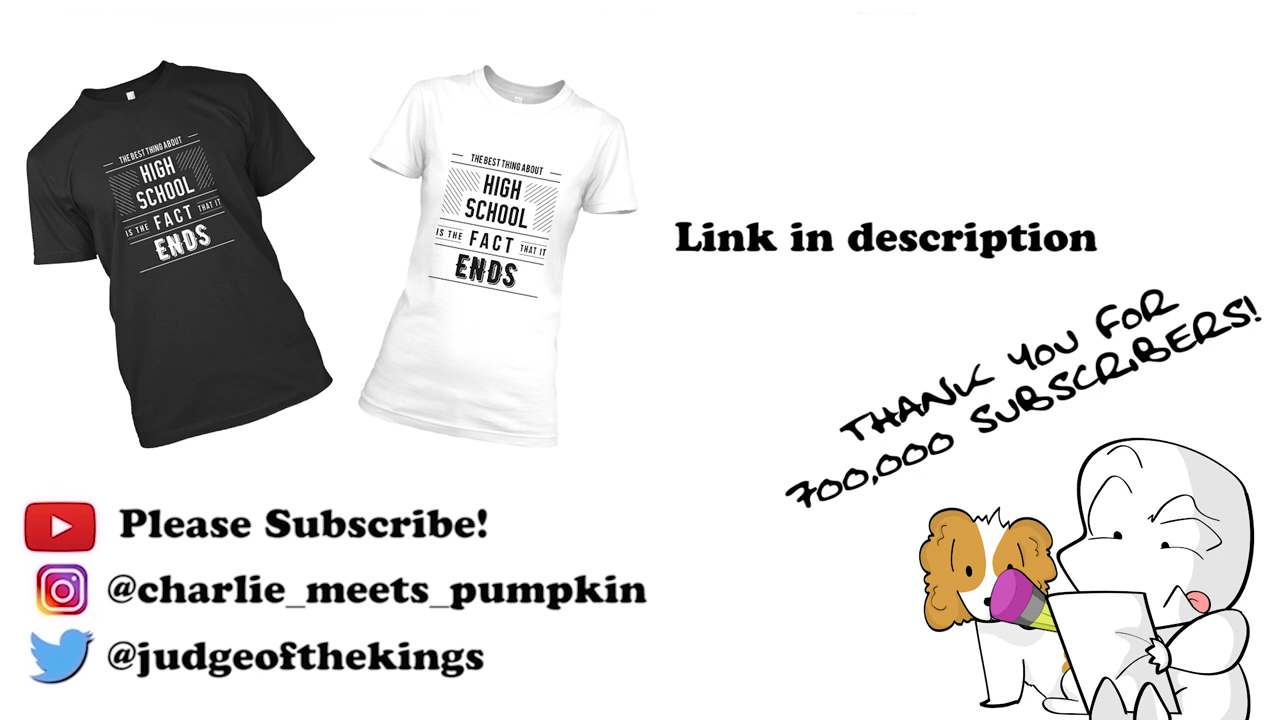 THE BEST THING ABOUT
HIGH
SCHOOL
IS THE FACT THAT IT
ENDS
THE BEST THING ABOUT
HIGH
SCHOOL
IS THE FACT THAT IT
ENDS
Link in description
THANK YOU FOR
700,000 SUBSCRIBERS!
Please Subscribe!
@charlie_meets_pumpkin
@judgeofthekings